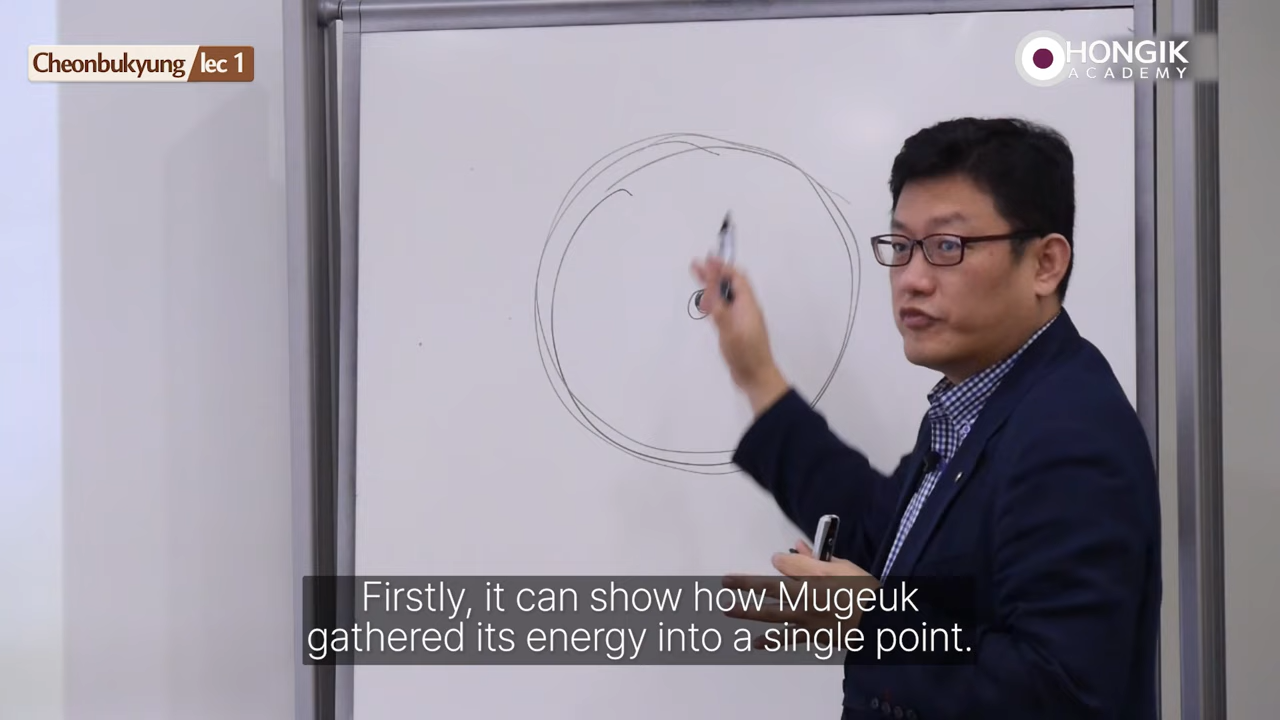 Cheonbukyung lec 1
HONGIK
ACADEMY
Firstly, it can show how Mugeuk
gathered its energy into a single point.